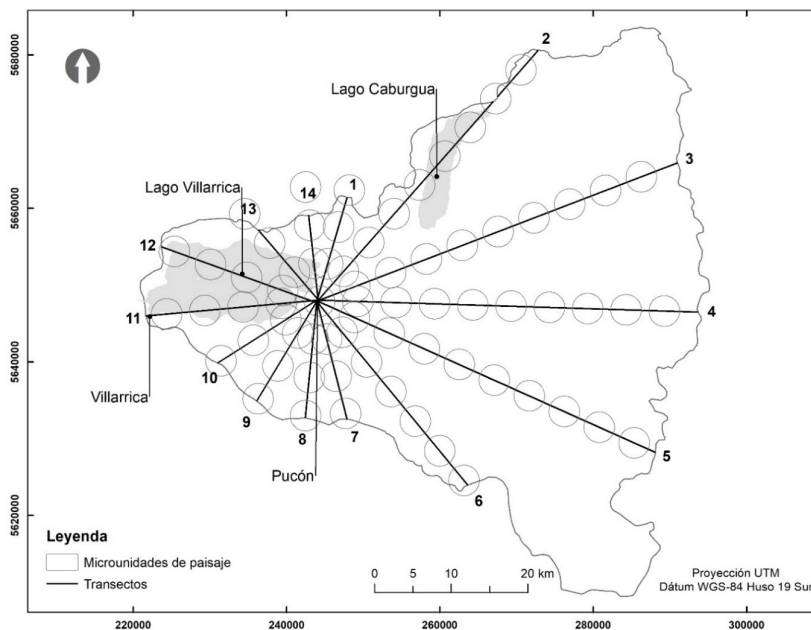 2
Lago Caburgua
3
Lago Villarrica
1
14
13
12
4
11
10
Villarrica
9
8
7
5
Pucón
6
Leyenda
Microunidades de paisaje
Transectos
0 5 10 20 km
Proyección UTM
Dátum WGS-84 Huso 19 Sur
5680000
5660000
5640000
5620000
220000 240000 260000 280000 300000